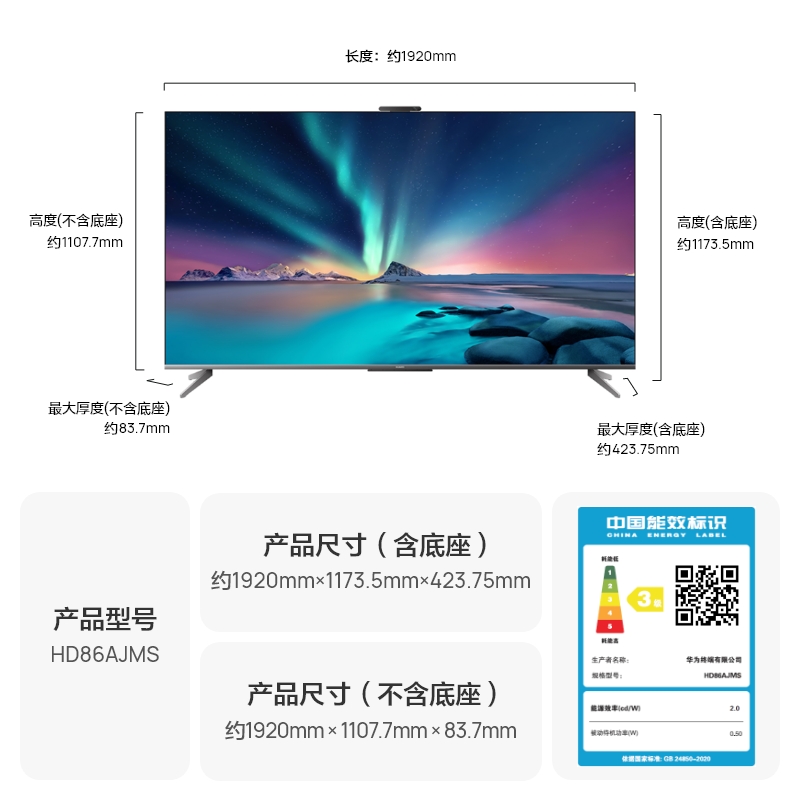 长度：约1920mm
高度(不含底座)
约1107.7mm
高度(含底座)
约1173.5mm
最大厚度(不含底座)
约83.7mm
最大厚度(含底座)
约423.75mm
产品型号
HD86AJMS
产品尺寸（含底座）
约1920mm×1173.5mm×423.75mm
产品尺寸（不含底座）
约1920mm×1107.7mm×83.7mm
中国能效标识
CHINA ENERGY LABEL
耗能低
1
2
3
4
5
3级
耗能高
生产者名称： 华为终端有限公司
规格型号： HD86AJMS
能源效率(cd/W) 2.0
被动待机功率(W) 0.50
依据国家标准: GB 24850-2020